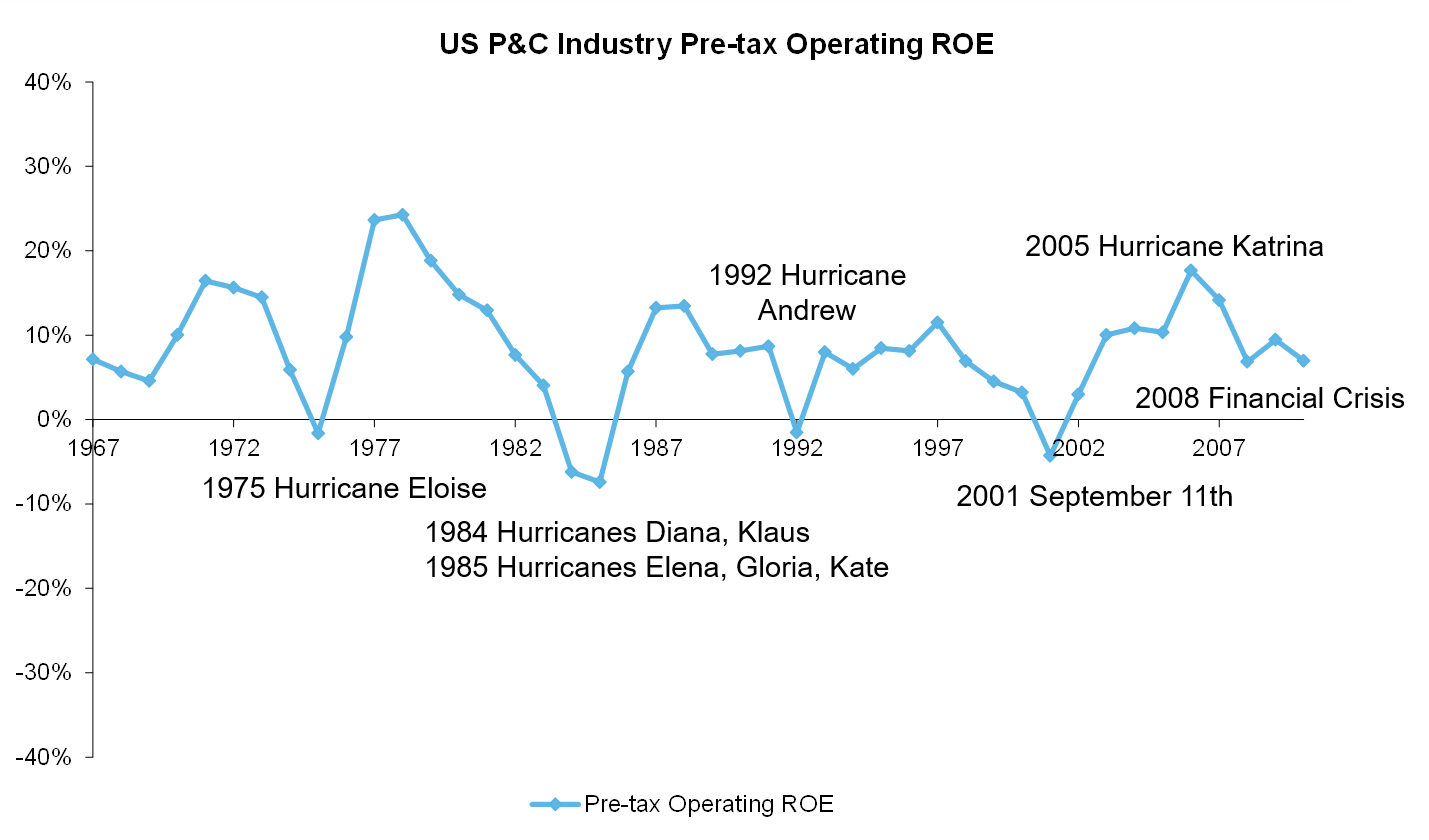 US P&C Industry Pre-tax Operating ROE
40%
30%
20%
10%
0%
-10%
-20%
-30%
-40%
1967
1972
1977
1982
1987
1992
1997
2002
2007
1975 Hurricane Eloise
1984 Hurricanes Diana, Klaus
1985 Hurricanes Elena, Gloria, Kate
1992 Hurricane
Andrew
2001 September 11th
2005 Hurricane Katrina
2008 Financial Crisis
Pre-tax Operating ROE